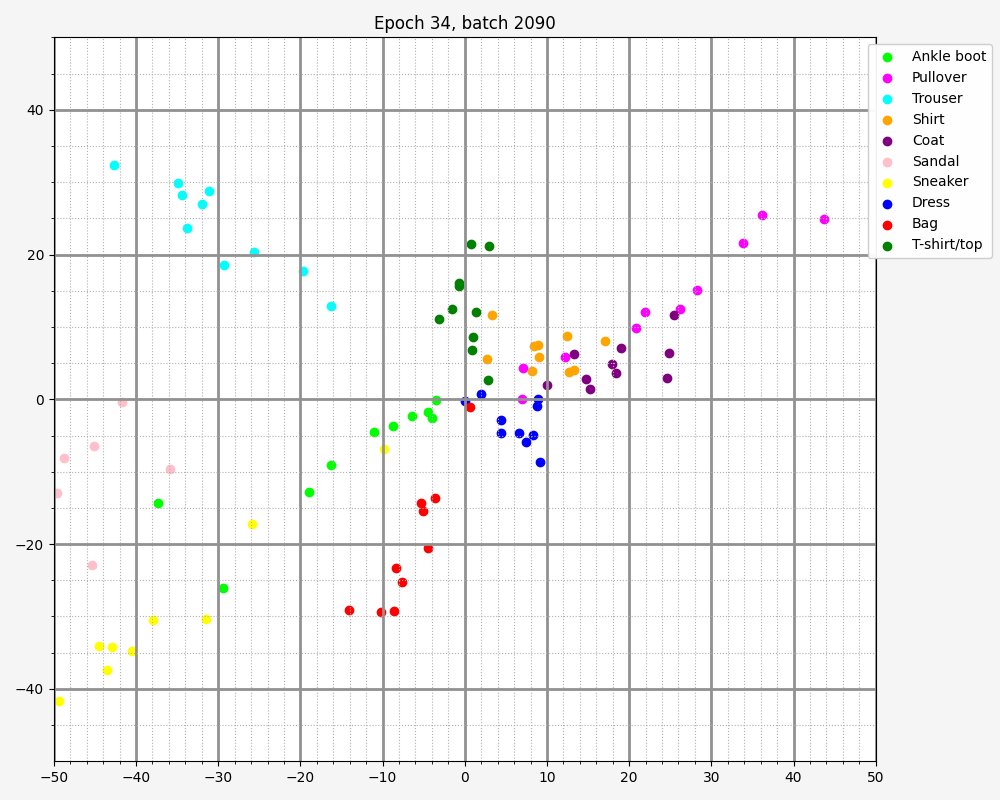 Epoch 34, batch 2090
Ankle boot
Pullover
Trouser
Shirt
Coat
Sandal
Sneaker
Dress
Bag
T-shirt/top
40
20
0
−20
−40
−50 −40 −30 −20 −10 0 10 20 30 40 50